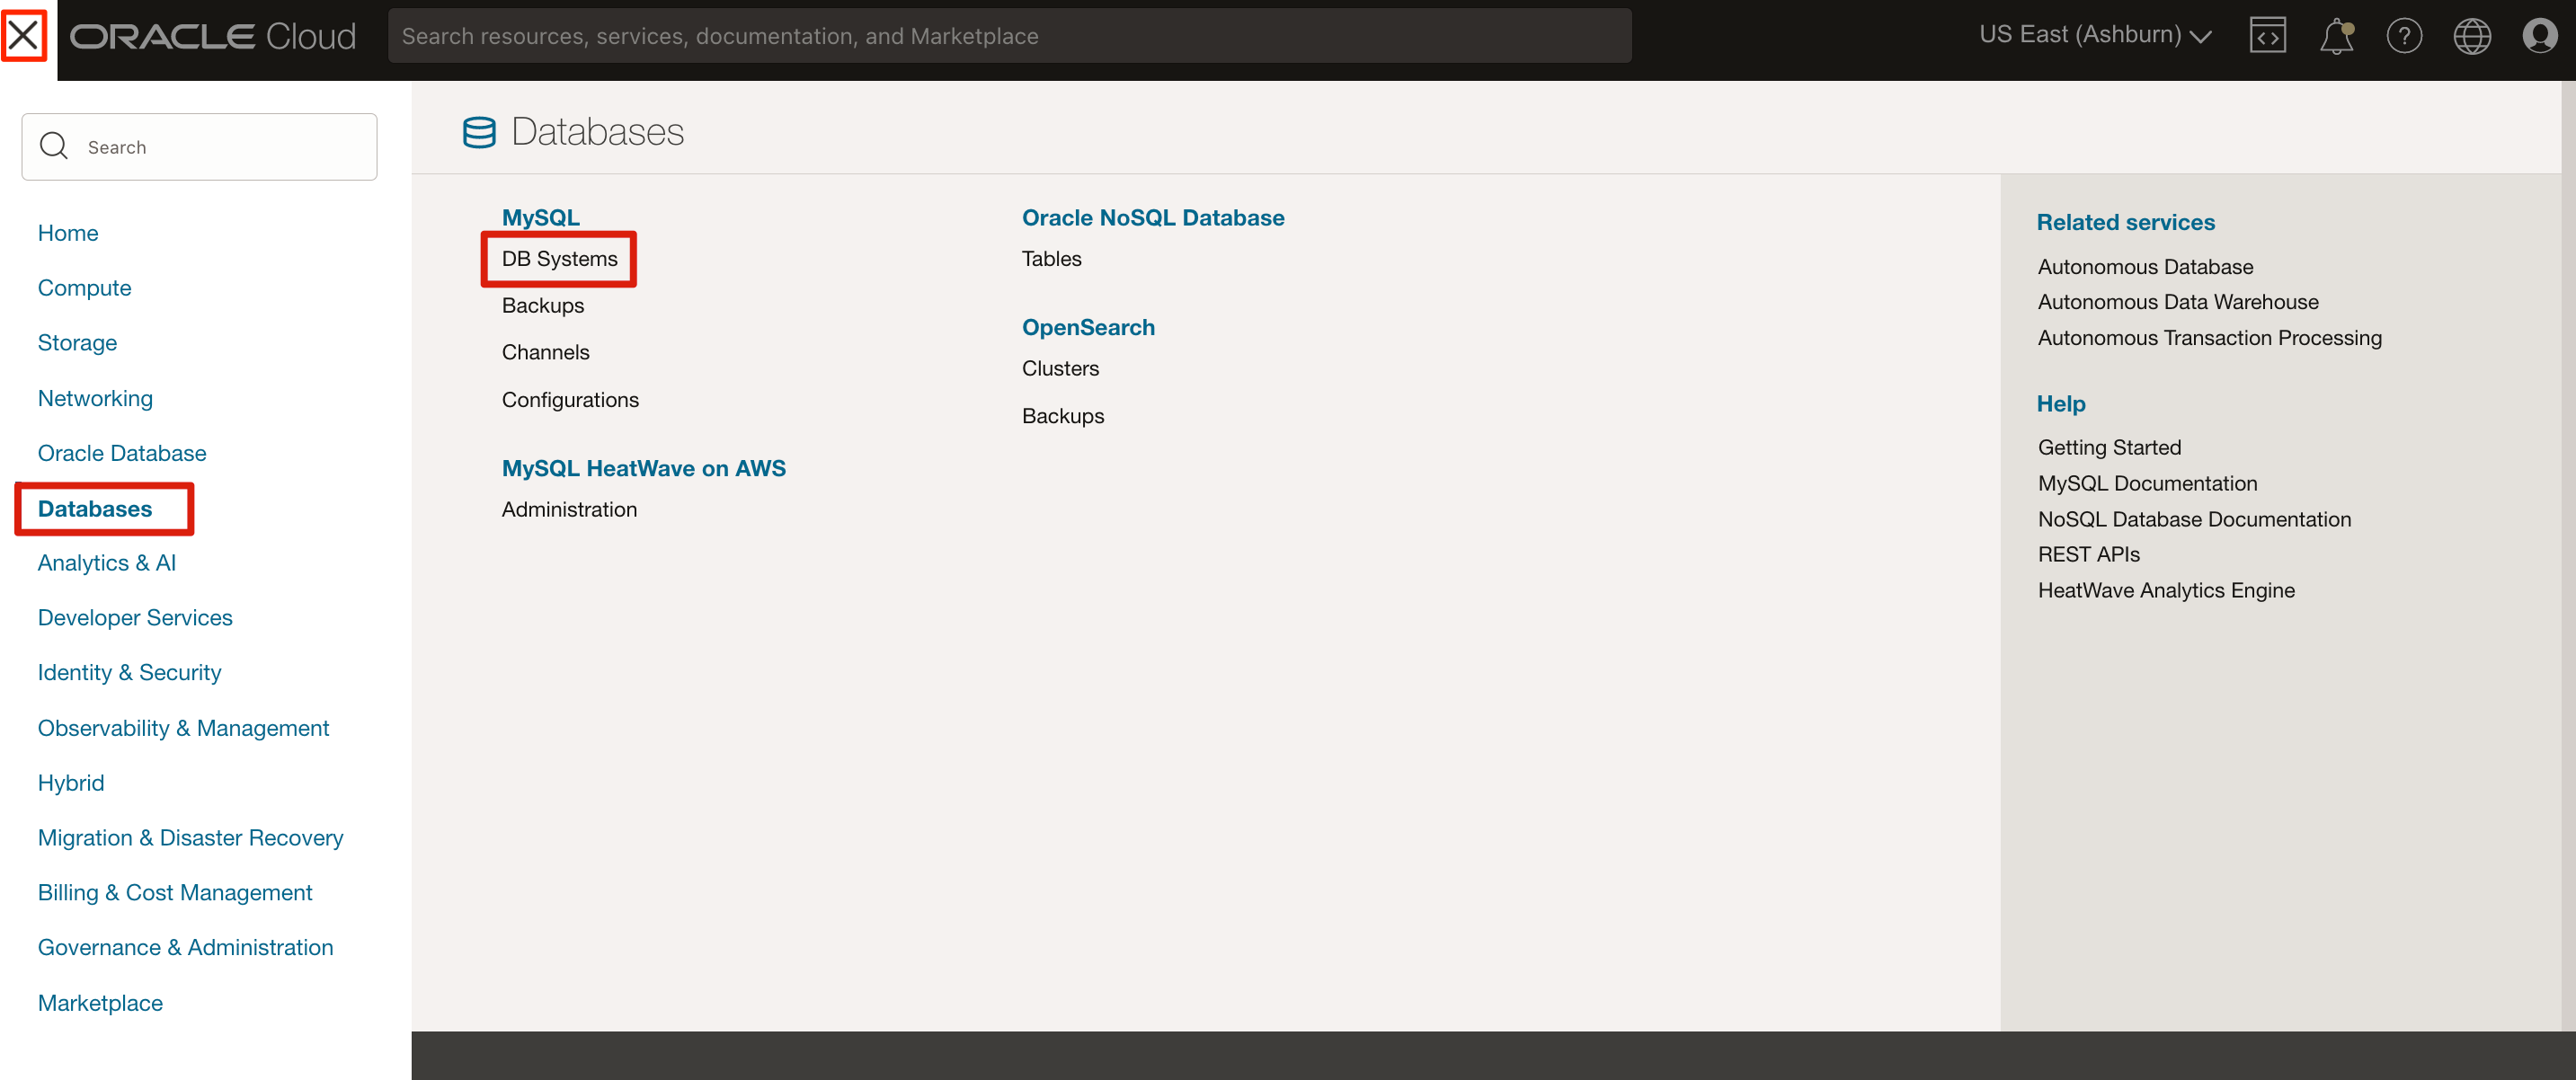 ORACLE Cloud
Search resources, services, documentation, and Marketplace
US East (Ashburn)
Search
Home
Compute
Storage
Networking
Oracle Database
Databases
Analytics & AI
Developer Services
Identity & Security
Observability & Management
Hybrid
Migration & Disaster Recovery
Billing & Cost Management
Governance & Administration
Marketplace
Databases
MySQL
DB Systems
Backups
Channels
Configurations
MySQL HeatWave on AWS
Administration
Oracle NoSQL Database
Tables
OpenSearch
Clusters
Backups
Related services
Autonomous Database
Autonomous Data Warehouse
Autonomous Transaction Processing
Help
Getting Started
MySQL Documentation
NoSQL Database Documentation
REST APIs
HeatWave Analytics Engine